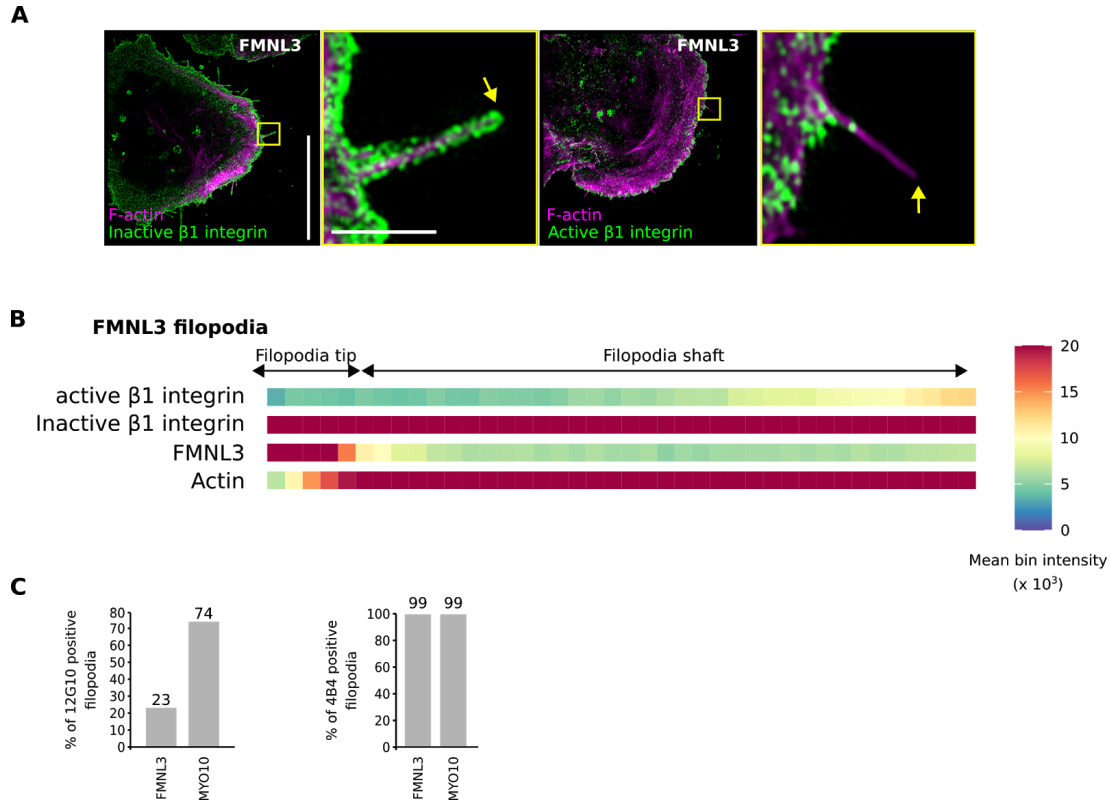 A
FMNL3
F-actin
Inactive β1 integrin
FMNL3
F-actin
Active β1 integrin
B
FMNL3 filopodia
Filopodia tip
Filopodia shaft
active β1 integrin
Inactive β1 integrin
FMNL3
Actin
20
15
10
5
0
Mean bin intensity
(x 10³)
C
% of 12G10 positive
filopodia
80
70
60
50
40
30
20
10
0
23
74
FMNL3
MYO10
% of 4B4 positive
filopodia
100
80
60
40
20
0
99
99
FMNL3
MYO10